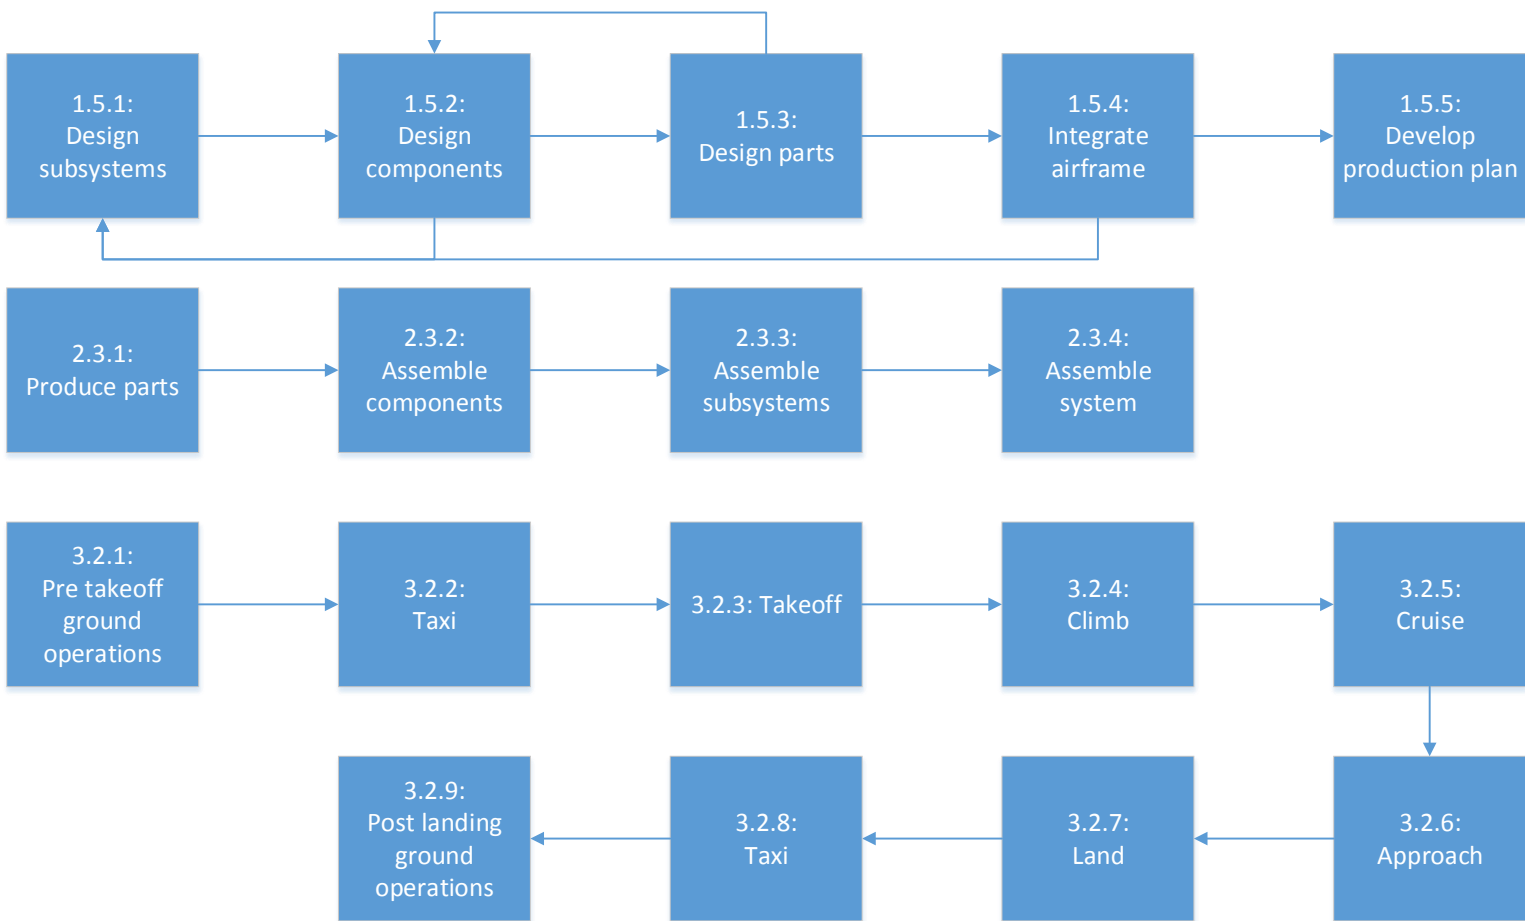 1.5.1:
Design
subsystems
1.5.2:
Design
components
1.5.3:
Design parts
1.5.4:
Integrate
airframe
1.5.5:
Develop
production plan
2.3.1:
Produce parts
2.3.2:
Assemble
components
2.3.3:
Assemble
subsystems
2.3.4:
Assemble
system
3.2.1:
Pre takeoff
ground
operations
3.2.2:
Taxi
3.2.3: Takeoff
3.2.4:
Climb
3.2.5:
Cruise
3.2.9:
Post landing
ground
operations
3.2.8:
Taxi
3.2.7:
Land
3.2.6:
Approach